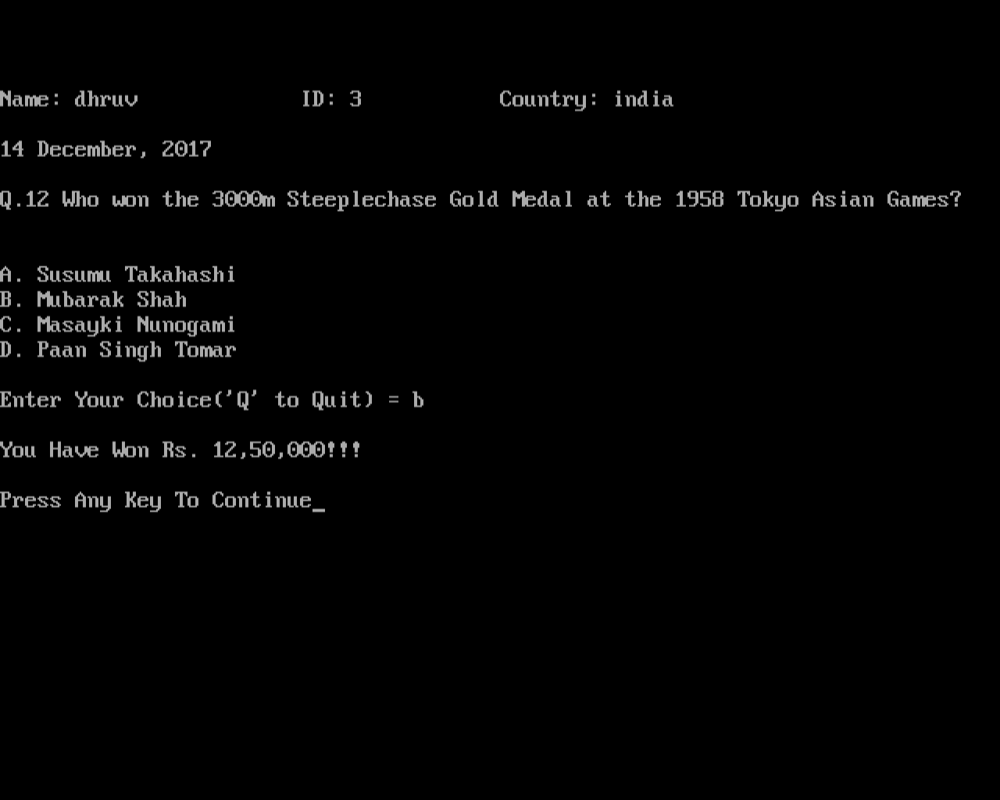 Name: dhruv ID: 3 Country: india
14 December, 2017
Q.12 Who won the 3000m Steeplechase Gold Medal at the 1958 Tokyo Asian Games?
A. Susumu Takahashi
B. Mubarak Shah
C. Masayki Nunogami
D. Paan Singh Tomar
Enter Your Choice('Q' to Quit) = b
You Have Won Rs. 12,50,000!!!
Press Any Key To Continue_